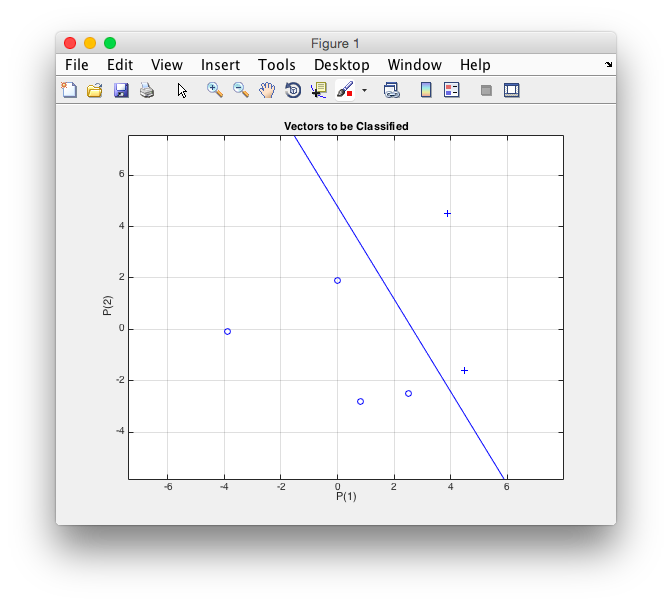 Figure 1
File Edit View Insert Tools Desktop Window Help
Vectors to be Classified
6
4
2
0
-2
-4
P(2)
-6 -4 -2 0 2 4 6
P(1)